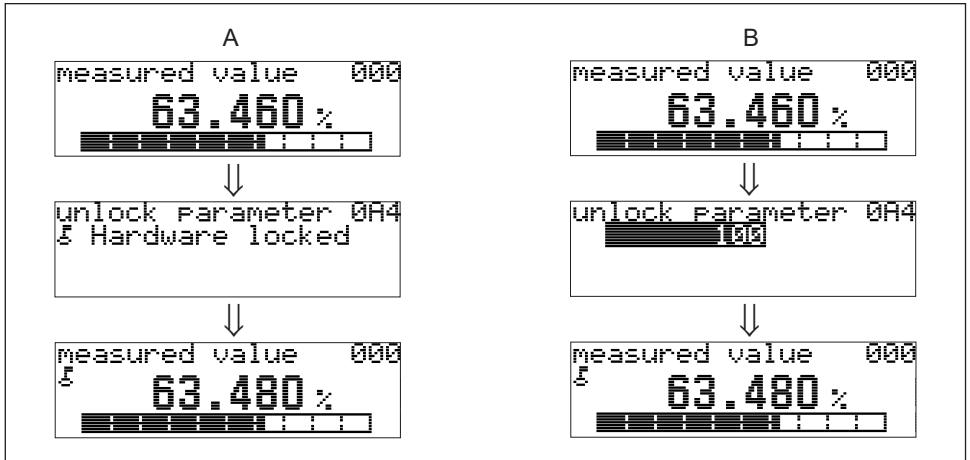 A
measured value 000
63.460 %
unlock parameter 0A4
Hardware locked
measured value 000
63.480 %
B
measured value 000
63.460 %
unlock parameter 0A4
100
measured value 000
63.480 %